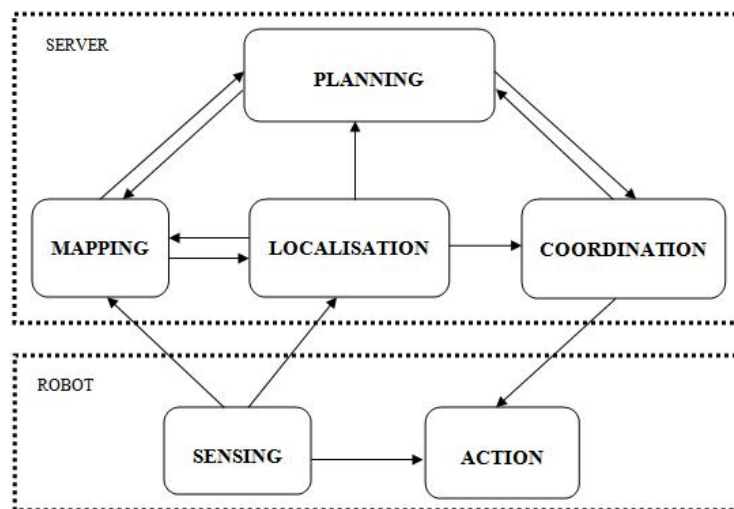 SERVER
PLANNING
MAPPING
LOCALISATION
COORDINATION
ROBOT
SENSING
ACTION